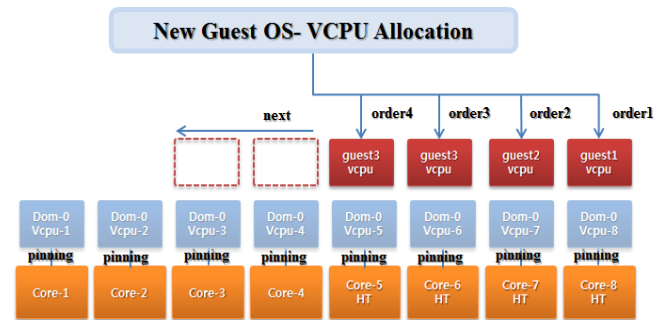 New Guest OS- VCPU Allocation
next
order4
order3
order2
order1
guest3
vcpu
guest3
vcpu
guest2
vcpu
guest1
vcpu
Dom-0
Vcpu-1
Dom-0
Vcpu-2
Dom-0
Vcpu-3
Dom-0
Vcpu-4
Dom-0
Vcpu-5
Dom-0
Vcpu-6
Dom-0
Vcpu-7
Dom-0
Vcpu-8
pinning
pinning
pinning
pinning
pinning
pinning
pinning
pinning
Core-1
Core-2
Core-3
Core-4
Core-5
HT
Core-6
HT
Core-7
HT
Core-8
HT